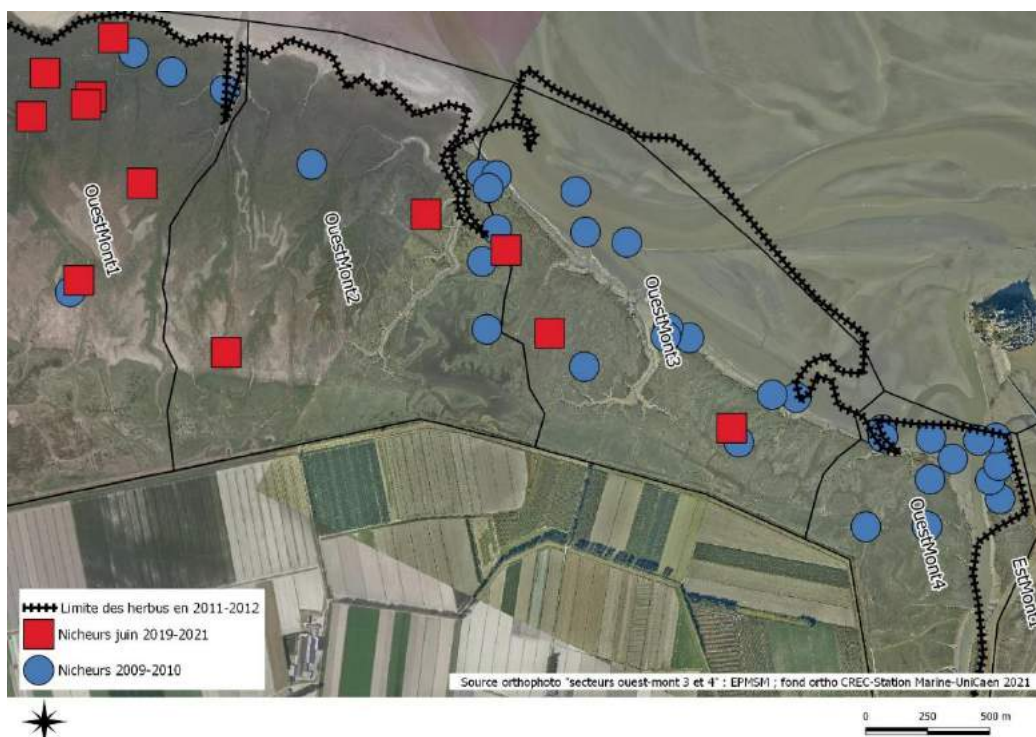 OuestMont1
OuestMont2
OuestMont3
OuestMont4
EstMont1
Limite des herbus en 2011-2012
Nicheurs juin 2019-2021
Nicheurs 2009-2010
Source orthophoto "secteurs ouest-mont 3 et 4" : EPMSM ; fond ortho CREC-Station Marine-UniCaen 2021
0 250 500 m